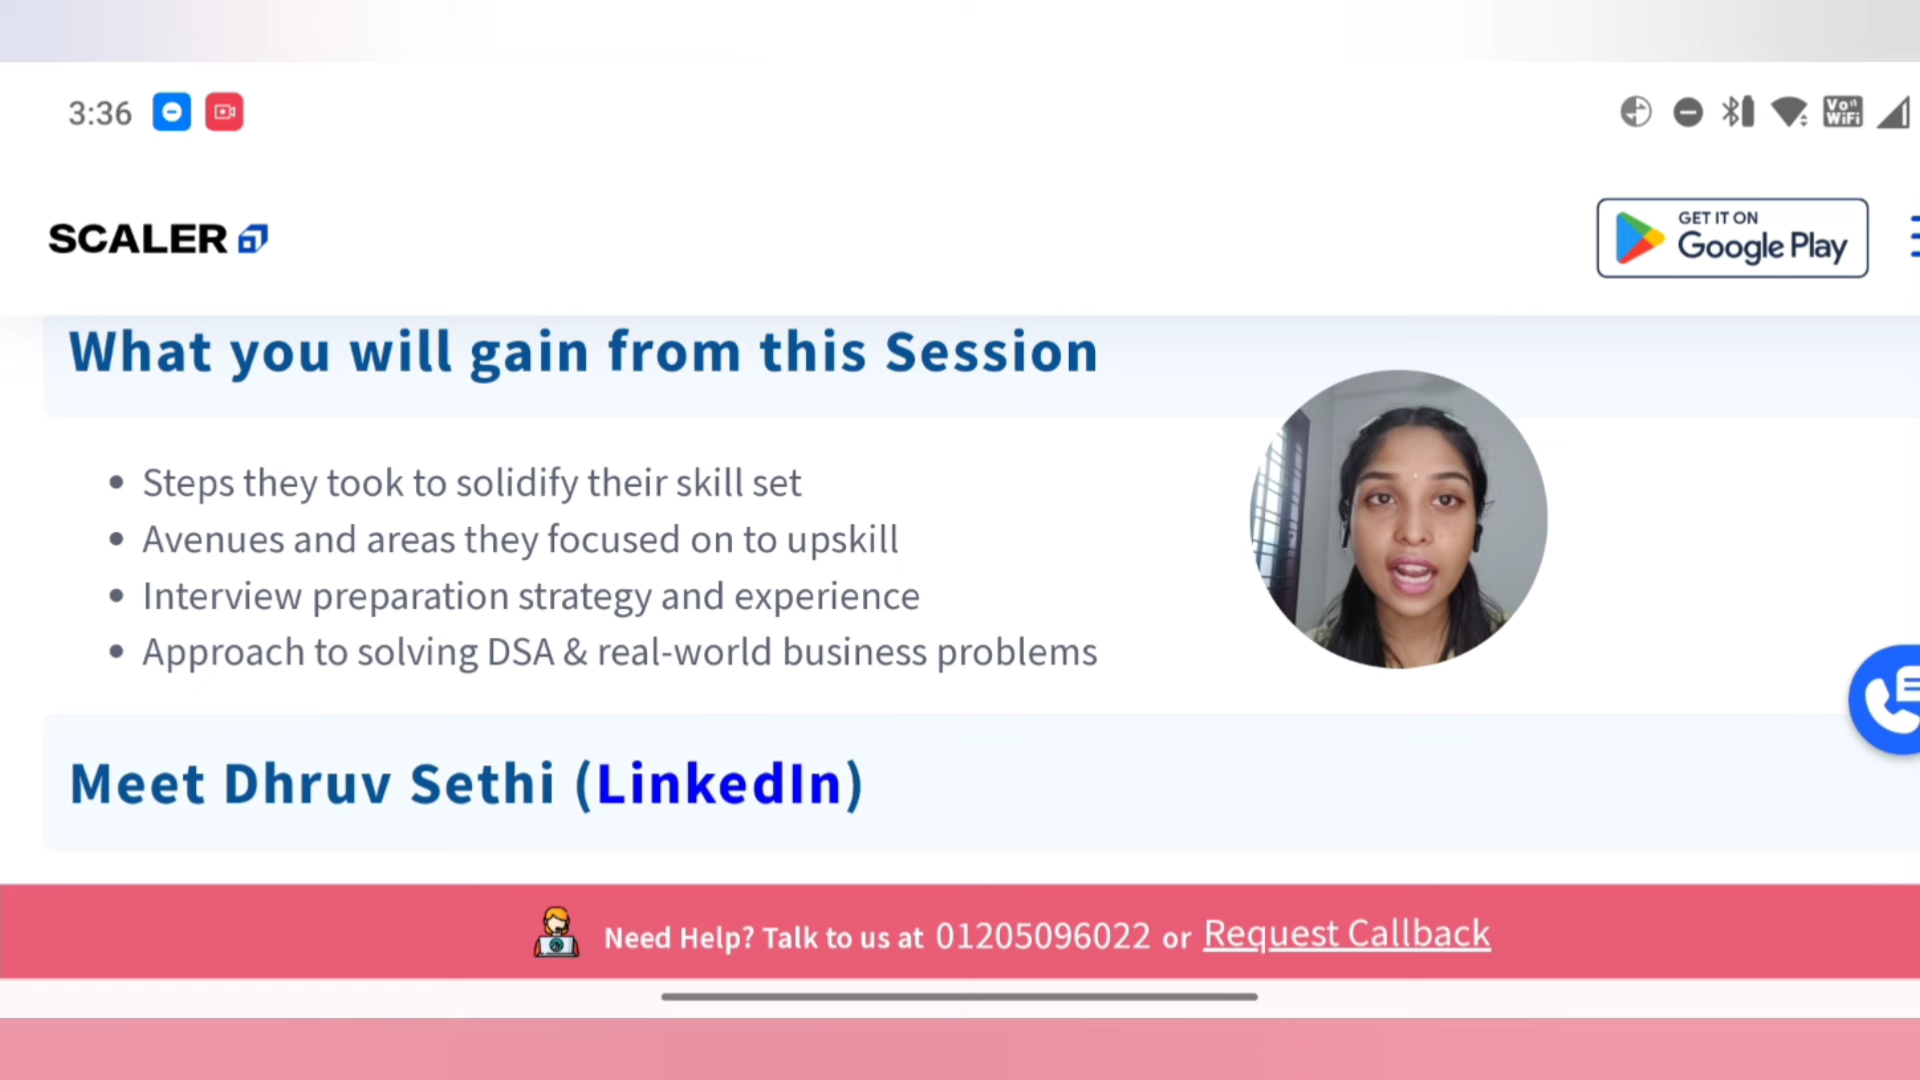 3:36
Vo
WiFi
SCALER
GET IT ON
Google Play
What you will gain from this Session
Steps they took to solidify their skill set
Avenues and areas they focused on to upskill
Interview preparation strategy and experience
Approach to solving DSA & real-world business problems
Meet Dhruv Sethi (LinkedIn)
Need Help? Talk to us at 01205096022 or Request Callback